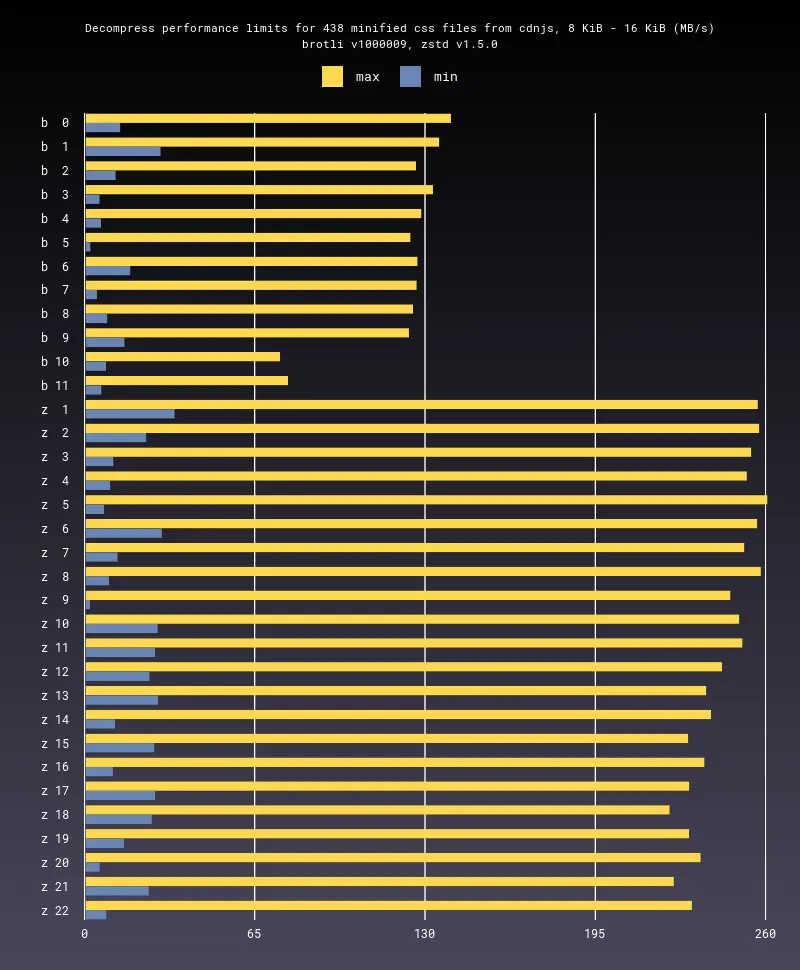 Decompress performance limits for 438 minified css files from cdnjs, 8 KiB - 16 KiB (MB/s)
brotli v1000009, zstd v1.5.0
max min
b 0
b 1
b 2
b 3
b 4
b 5
b 6
b 7
b 8
b 9
b 10
b 11
z 1
z 2
z 3
z 4
z 5
z 6
z 7
z 8
z 9
z 10
z 11
z 12
z 13
z 14
z 15
z 16
z 17
z 18
z 19
z 20
z 21
z 22
0 65 130 195 260